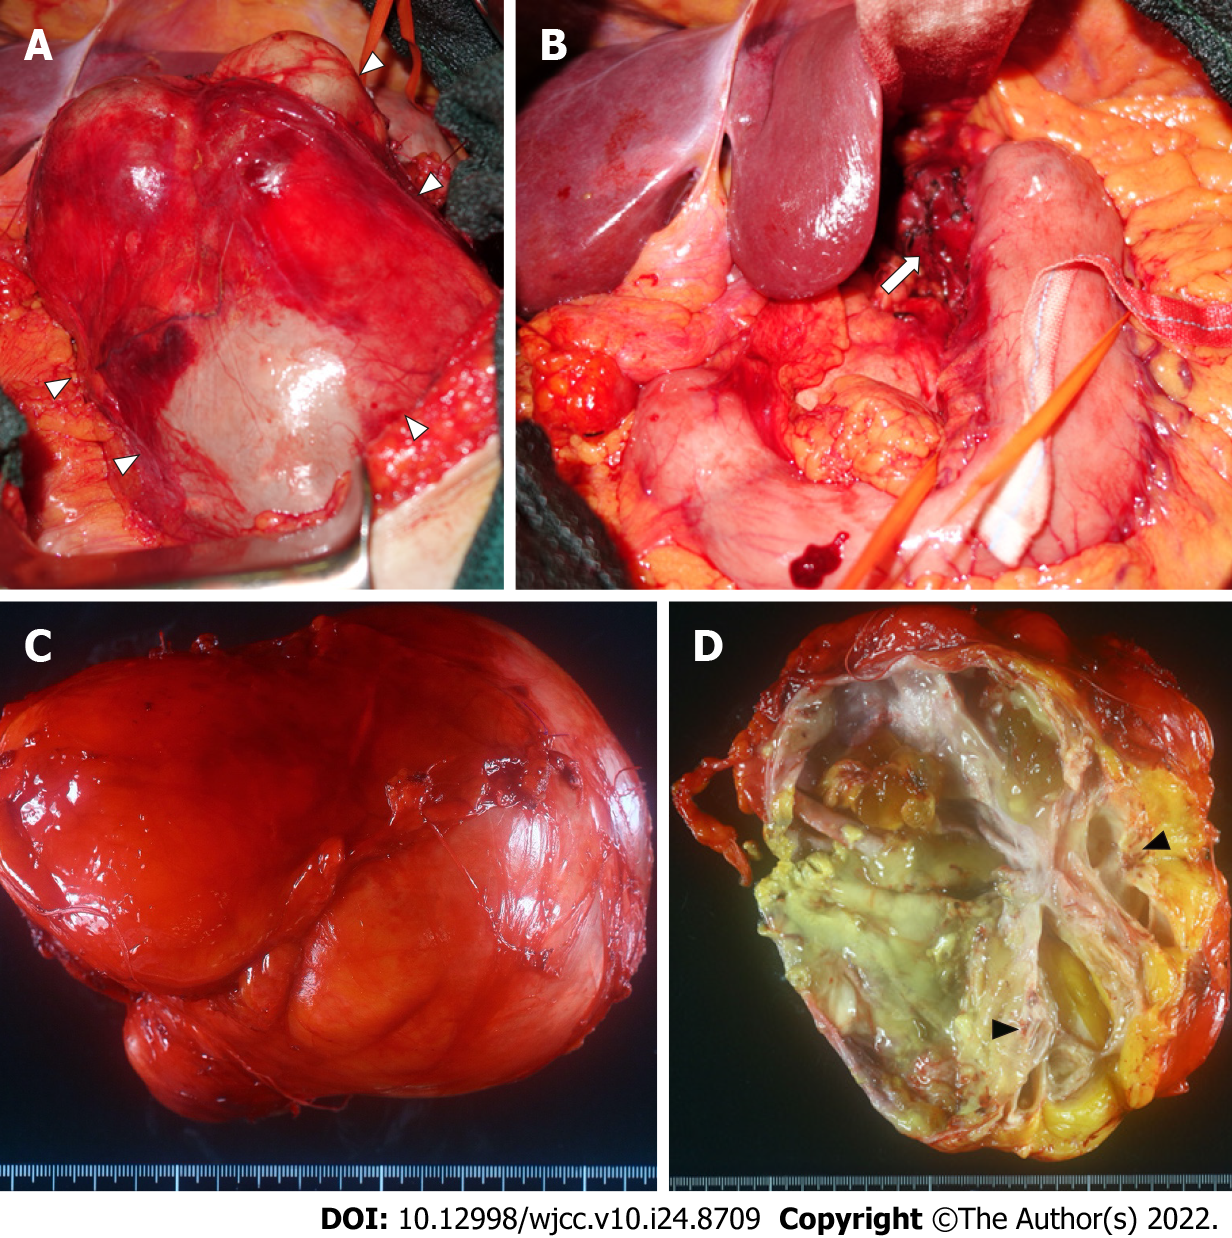 A
B
C
D
DOI: 10.12998/wjcc.v10.i24.8709 Copyright ©The Author(s) 2022.